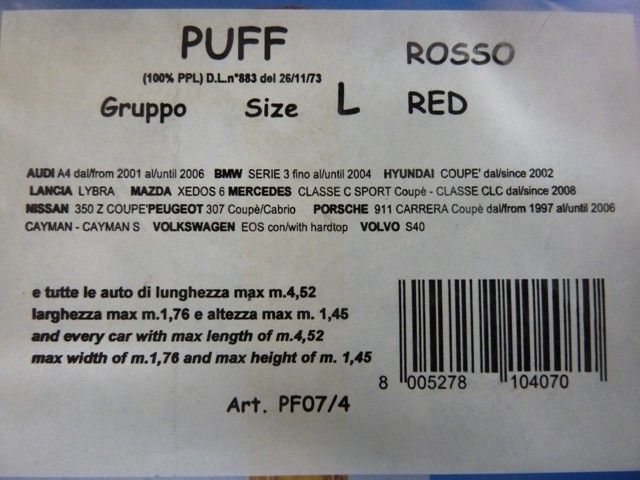 PUFF ROSSO
(100% PPL) D.L.n°883 del 26/11/73
Gruppo Size L RED
AUDI A4 dal/from 2001 al/until 2006 BMW SERIE 3 fino al/until 2004 HYUNDAI COUPE' dal/since 2002
LANCIA LYBRA MAZDA XEDOS 6 MERCEDES CLASSE C SPORT Coupè - CLASSE CLC dal/since 2008
NISSAN 350 Z COUPE'PEUGEOT 307 Coupè/Cabrio PORSCHE 911 CARRERA Coupè dal/from 1997 al/until 2006
CAYMAN - CAYMAN S VOLKSWAGEN EOS con/with hardtop VOLVO S40
e tutte le auto di lunghezza max m.4,52
larghezza max m.1,76 e altezza max m. 1,45
and every car with max length of m.4,52
max width of m.1,76 and max height of m. 1,45
8 005278 104070
Art. PF07/4